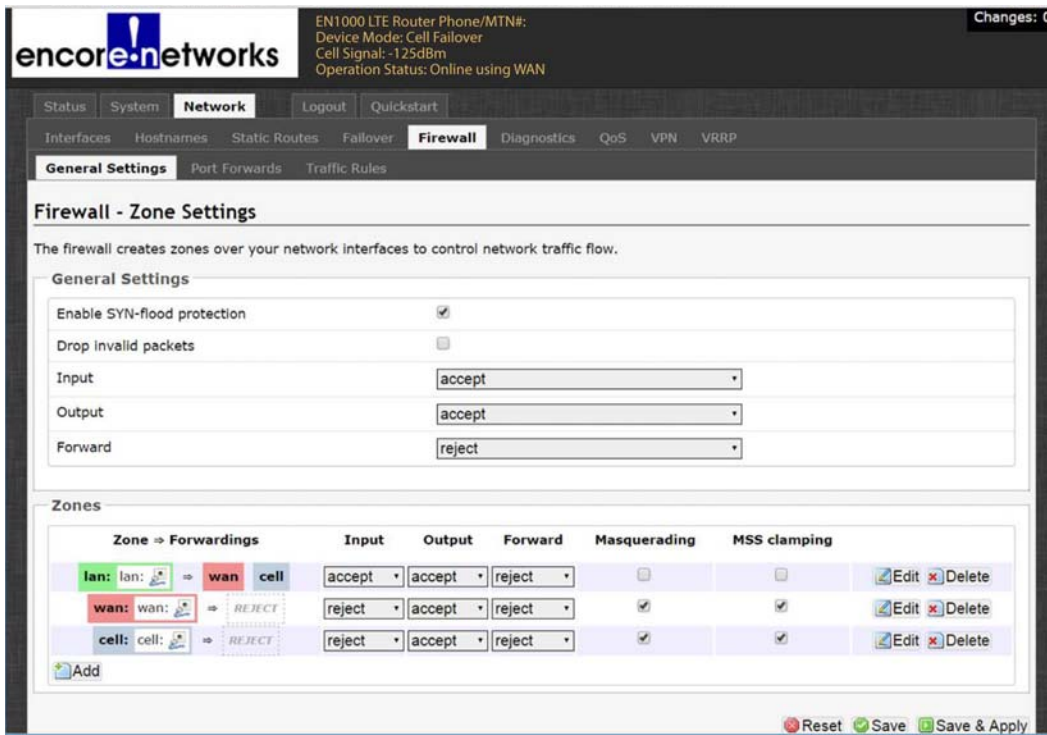 encore!networks
EN1000 LTE Router Phone/MTN#:
Device Mode: Cell Failover
Cell Signal: -125dBm
Operation Status: Online using WAN
Changes:
Status System Network Logout Quickstart
Interfaces Hostnames Static Routes Failover Firewall Diagnostics QoS VPN VRRP
General Settings Port Forwards Traffic Rules
Firewall - Zone Settings
The firewall creates zones over your network interfaces to control network traffic flow.
General Settings
Enable SYN-flood protection
Drop invalid packets
Input accept
Output accept
Forward reject
Zones
Zone ⇒ Forwardings Input Output Forward Masquerading MSS clamping
lan: lan: ⇒ wan cell accept accept reject Edit Delete
wan: wan: ⇒ REJECT reject accept reject Edit Delete
cell: cell: ⇒ REJECT reject accept reject Edit Delete
Add
Reset Save Save & Apply